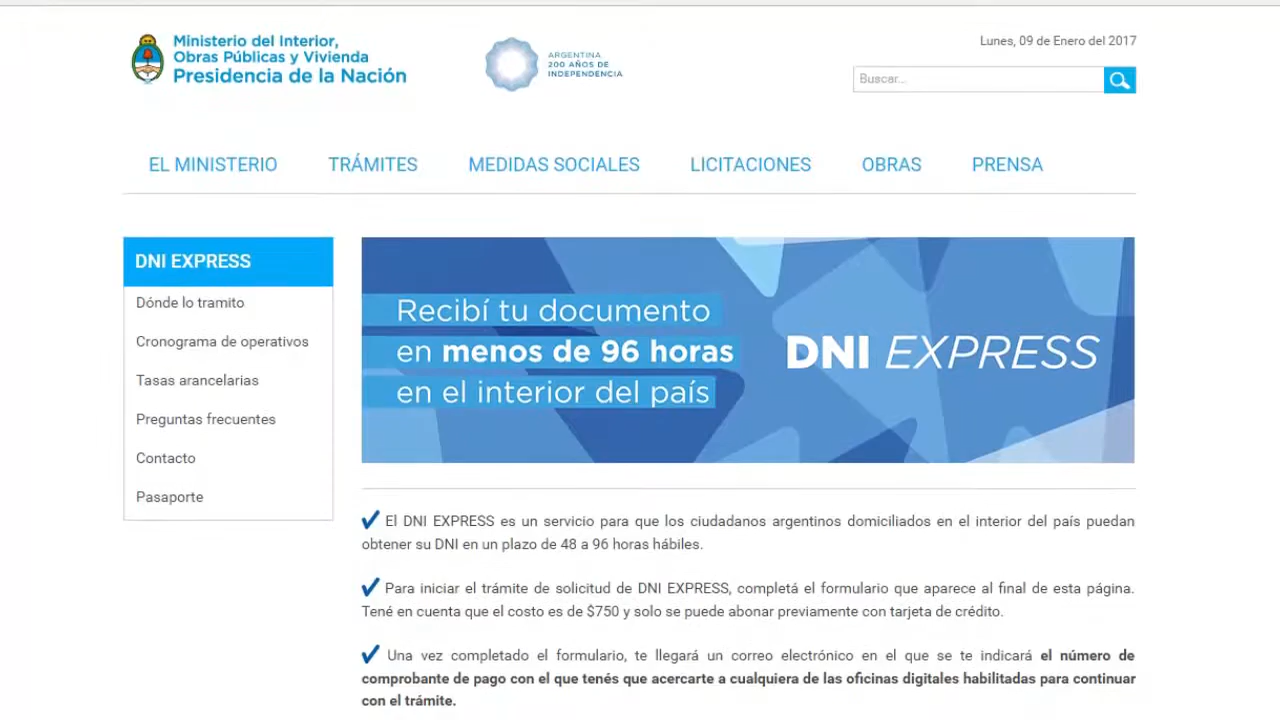 Ministerio del Interior,
Obras Públicas y Vivienda
Presidencia de la Nación
ARGENTINA
200 AÑOS DE
INDEPENDENCIA
Lunes, 09 de Enero del 2017
Buscar...
EL MINISTERIO TRÁMITES MEDIDAS SOCIALES LICITACIONES OBRAS PRENSA
DNI EXPRESS
Dónde lo tramito
Cronograma de operativos
Tasas arancelarias
Preguntas frecuentes
Contacto
Pasaporte
Recibí tu documento
en menos de 96 horas
en el interior del país
DNI EXPRESS
El DNI EXPRESS es un servicio para que los ciudadanos argentinos domiciliados en el interior del país puedan
obtener su DNI en un plazo de 48 a 96 horas hábiles.
Para iniciar el trámite de solicitud de DNI EXPRESS, completá el formulario que aparece al final de esta página.
Tené en cuenta que el costo es de $750 y solo se puede abonar previamente con tarjeta de crédito.
Una vez completado el formulario, te llegará un correo electrónico en el que se te indicará el número de
comprobante de pago con el que tenés que acercarte a cualquiera de las oficinas digitales habilitadas para continuar
con el trámite.